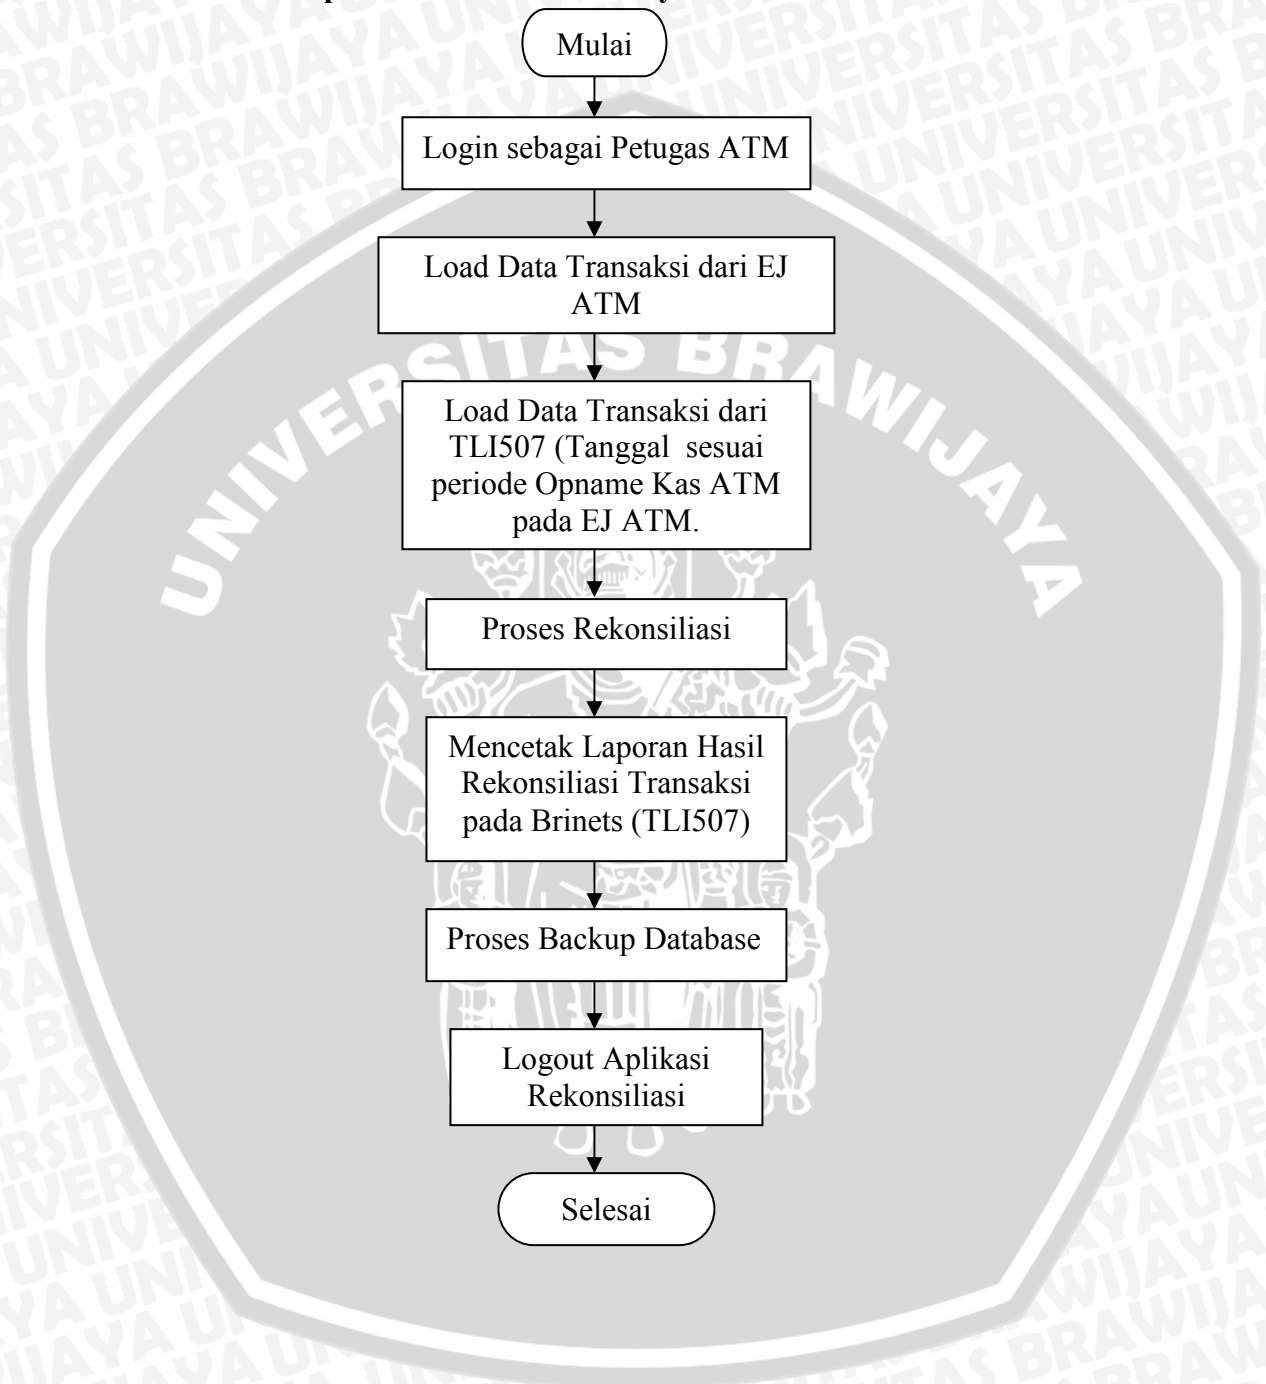 Mulai
Login sebagai Petugas ATM
Load Data Transaksi dari EJ
ATM
UNIVERSITAS BRAWIJAYA
Load Data Transaksi dari
TLI507 (Tanggal  sesuai
periode Opname Kas ATM
pada EJ ATM.
Proses Rekonsiliasi
Mencetak Laporan Hasil
Rekonsiliasi Transaksi
pada Brinets (TLI507)
Proses Backup Database
Logout Aplikasi
Rekonsiliasi
Selesai